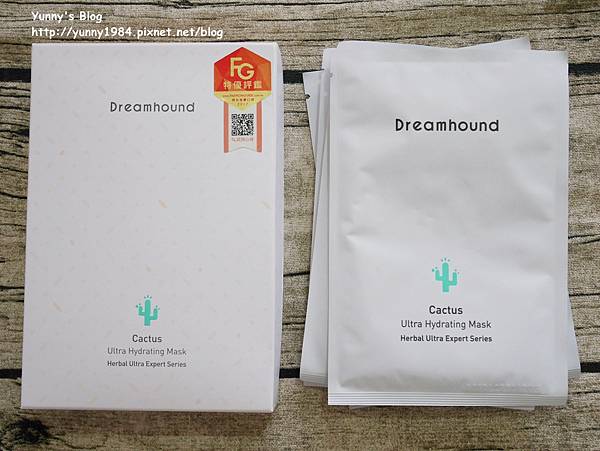 Yunny's Blog
http://yunny1984.pixnet.net/blog
FG
特優評鑑
Dreamhound
Cactus
Ultra Hydrating Mask
Herbal Ultra Expert Series
Dreamhound
Cactus
Ultra Hydrating Mask
Herbal Ultra Expert Series